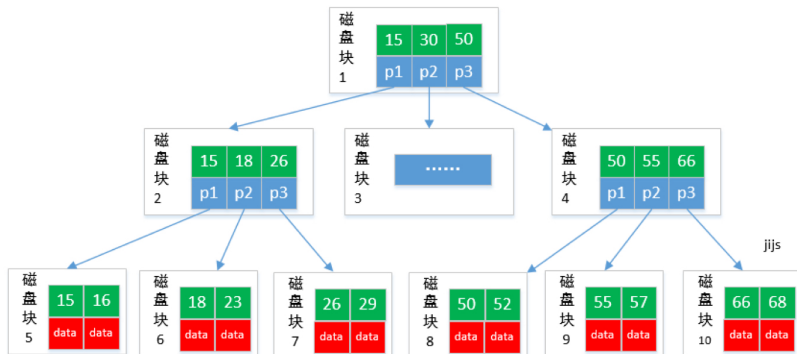 磁盘块1
15 30 50
p1 p2 p3
磁盘块2
15 18 26
p1 p2 p3
磁盘块3
······
磁盘块4
50 55 66
p1 p2 p3
jijs
磁盘块5
15 16
data data
磁盘块6
18 23
data data
磁盘块7
26 29
data data
磁盘块8
50 52
data data
磁盘块9
55 57
data data
磁盘块10
66 68
data data